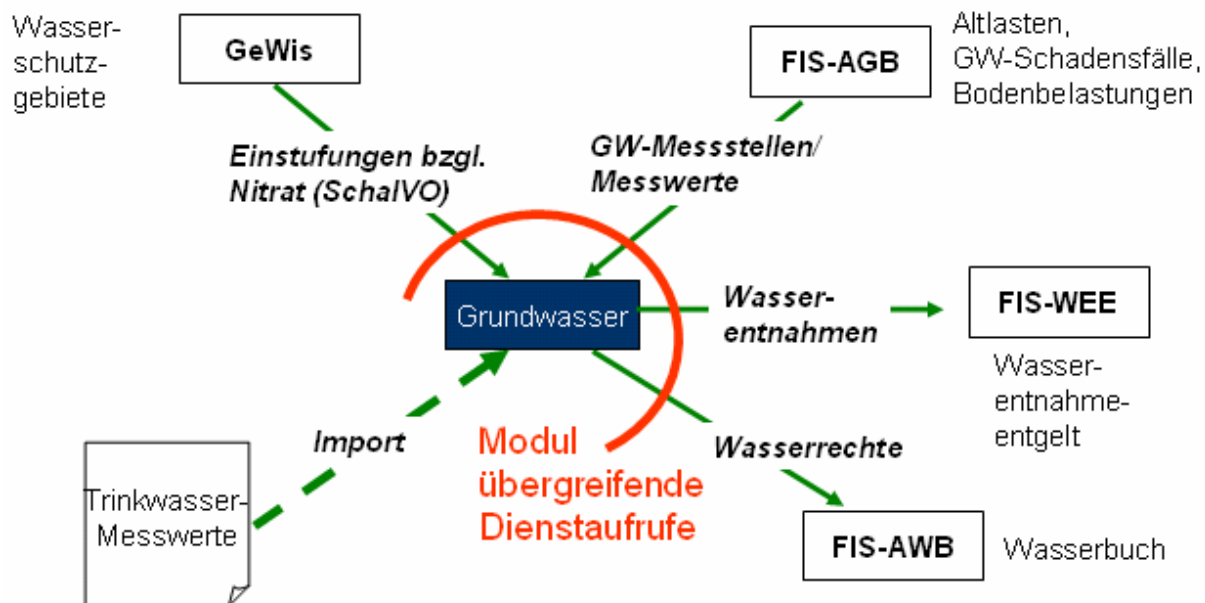 Wasser-
schutz-
gebiete
GeWis
FIS-AGB
Altlasten,
GW-Schadensfälle,
Bodenbelastungen
Einstufungen bzgl.
Nitrat (SchalVO)
GW-Messstellen/
Messwerte
Grundwasser
Wasser-
entnahmen
FIS-WEE
Wasser-
entnahme-
entgelt
Import
Modul
übergreifende
Dienstaufrufe
Wasserrechte
Trinkwasser-
Messwerte
FIS-AWB
Wasserbuch